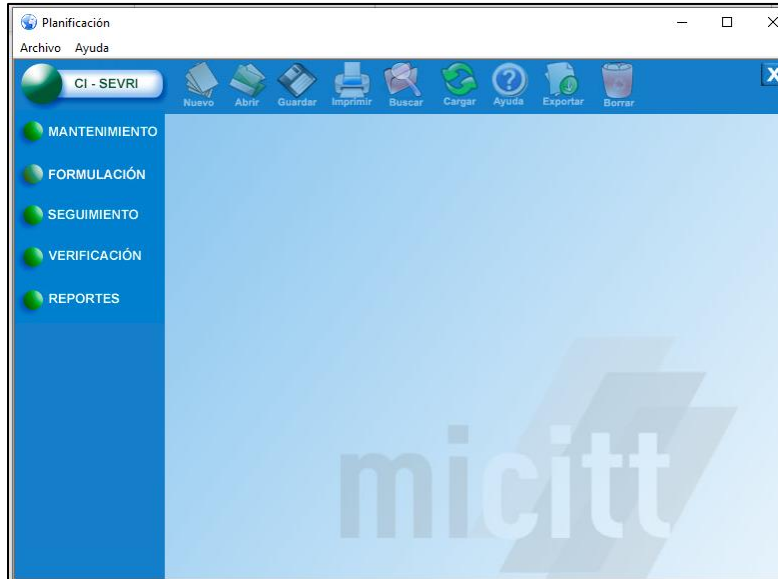 Planificación
Archivo Ayuda
CI - SEVRI
Nuevo Abrir Guardar Imprimir Buscar Cargar Ayuda Exportar Borrar
X
MANTENIMIENTO
FORMULACIÓN
SEGUIMIENTO
VERIFICACIÓN
REPORTES
micitt